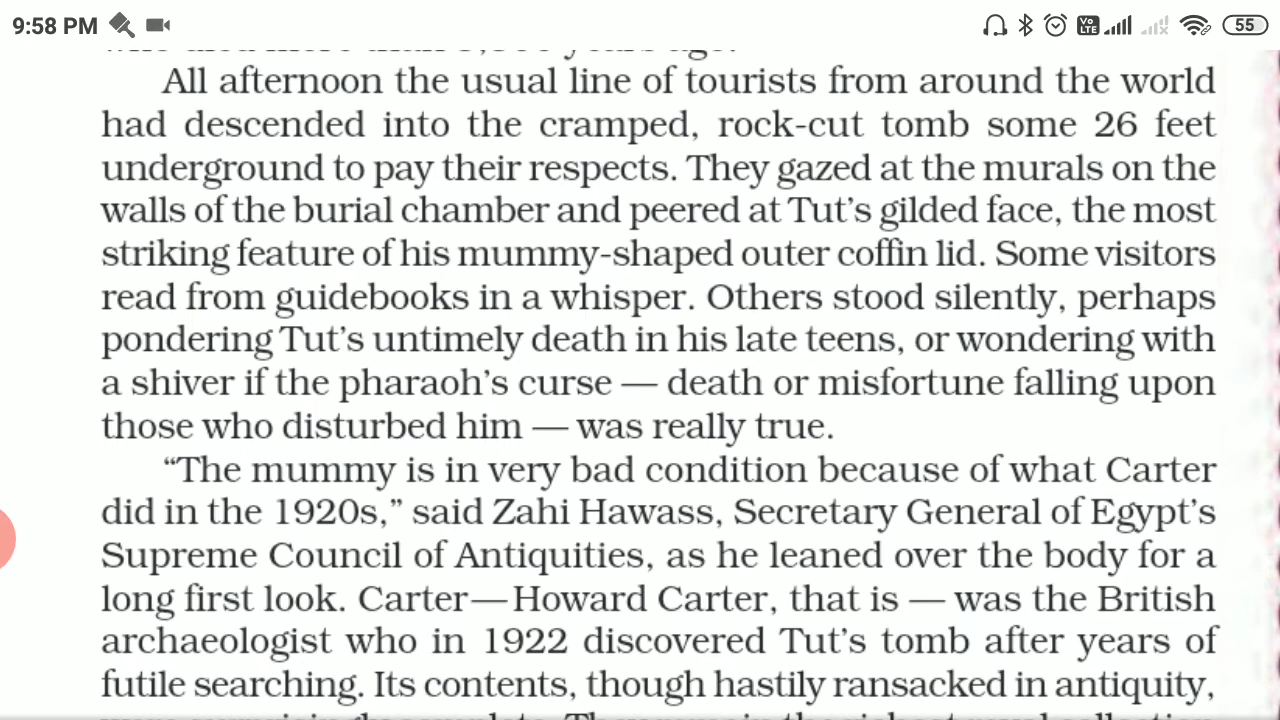 9:58 PM Vo LTE 55
All afternoon the usual line of tourists from around the world
had descended into the cramped, rock-cut tomb some 26 feet
underground to pay their respects. They gazed at the murals on the
walls of the burial chamber and peered at Tut’s gilded face, the most
striking feature of his mummy-shaped outer coffin lid. Some visitors
read from guidebooks in a whisper. Others stood silently, perhaps
pondering Tut’s untimely death in his late teens, or wondering with
a shiver if the pharaoh’s curse — death or misfortune falling upon
those who disturbed him — was really true.
“The mummy is in very bad condition because of what Carter
did in the 1920s,” said Zahi Hawass, Secretary General of Egypt’s
Supreme Council of Antiquities, as he leaned over the body for a
long first look. Carter—Howard Carter, that is — was the British
archaeologist who in 1922 discovered Tut’s tomb after years of
futile searching. Its contents, though hastily ransacked in antiquity,